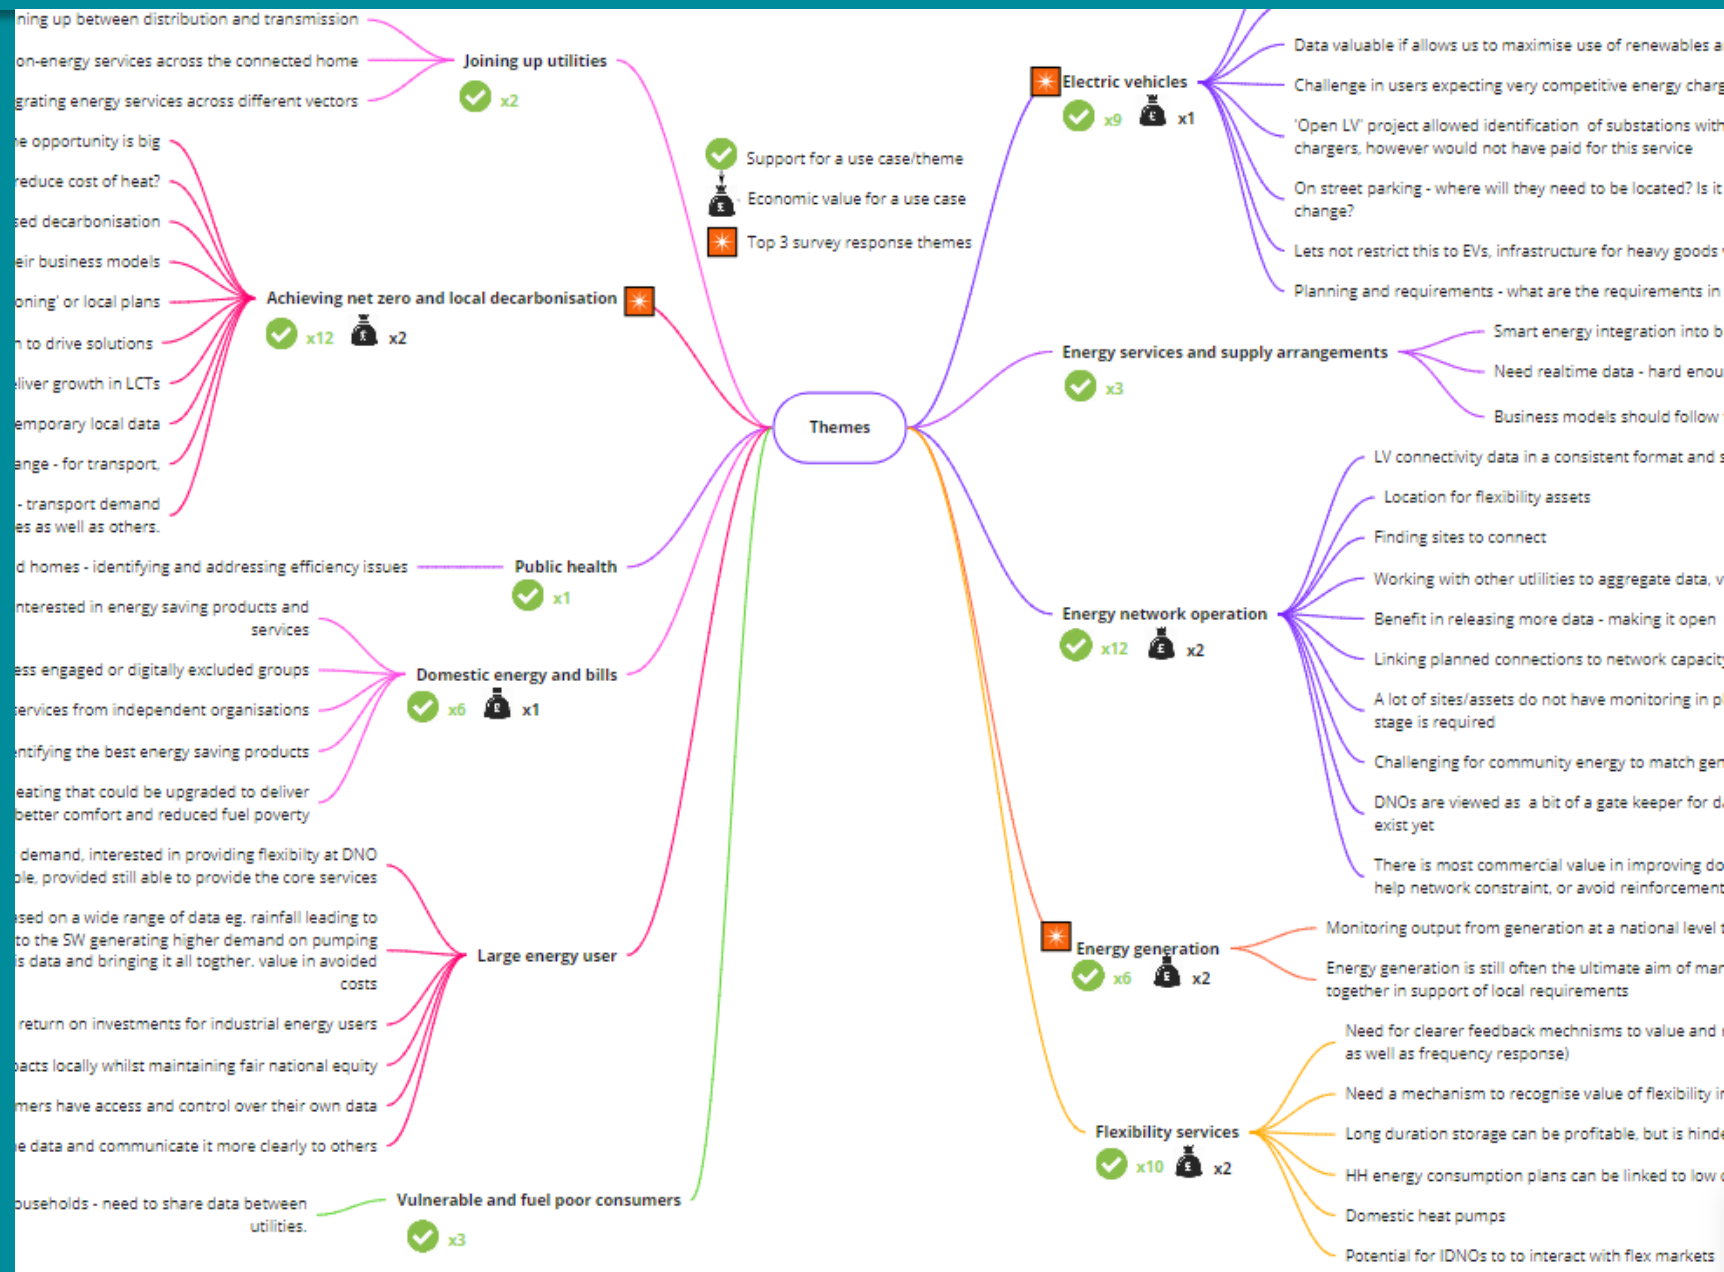 ning up between distribution and transmission
on-energy services across the connected home
grating energy services across different vectors
Joining up utilities
x2
e opportunity is big
reduce cost of heat?
sed decarbonisation
eir business models
oning' or local plans
n to drive solutions
eliver growth in LCTs
emporary local data
ange - for transport,
- transport demand
es as well as others.
Achieving net zero and local decarbonisation
x12
x2
d homes - identifying and addressing efficiency issues
Public health
x1
nterested in energy saving products and
services
ess engaged or digitally excluded groups
ervices from independent organisations
entifying the best energy saving products
eating that could be upgraded to deliver
better comfort and reduced fuel poverty
Domestic energy and bills
x6
x1
demand, interested in providing flexibilty at DNO
ole, provided still able to provide the core services
ased on a wide range of data eg. rainfall leading to
to the SW generating higher demand on pumping
is data and bringing it all togther. value in avoided
costs
return on investments for industrial energy users
pacts locally whilst maintaining fair national equity
mers have access and control over their own data
e data and communicate it more clearly to others
Large energy user
ouseholds - need to share data between
utilities.
Vulnerable and fuel poor consumers
x3
Support for a use case/theme
Economic value for a use case
Top 3 survey response themes
Themes
Electric vehicles
x9
x1
Data valuable if allows us to maximise use of renewables a
Challenge in users expecting very competitive energy charg
'Open LV' project allowed identification of substations with
chargers, however would not have paid for this service
On street parking - where will they need to be located? Is it
change?
Lets not restrict this to EVs, infrastructure for heavy goods
Planning and requirements - what are the requirements in
Energy services and supply arrangements
x3
Smart energy integration into b
Need realtime data - hard enou
Business models should follow
Energy network operation
x12
x2
LV connectivity data in a consistent format and s
Location for flexibility assets
Finding sites to connect
Working with other utlilities to aggregate data, v
Benefit in releasing more data - making it open
Linking planned connections to network capacity
A lot of sites/assets do not have monitoring in pl
stage is required
Challenging for community energy to match gen
DNOs are viewed as a bit of a gate keeper for da
exist yet
There is most commercial value in improving do
help network constraint, or avoid reinforcement
Energy generation
x6
x2
Monitoring output from generation at a national level t
Energy generation is still often the ultimate aim of mar
together in support of local requirements
Flexibility services
x10
x2
Need for clearer feedback mechnisms to value and
as well as frequency response)
Need a mechanism to recognise value of flexibility in
Long duration storage can be profitable, but is hinde
HH energy consumption plans can be linked to low
Domestic heat pumps
Potential for IDNOs to to interact with flex markets